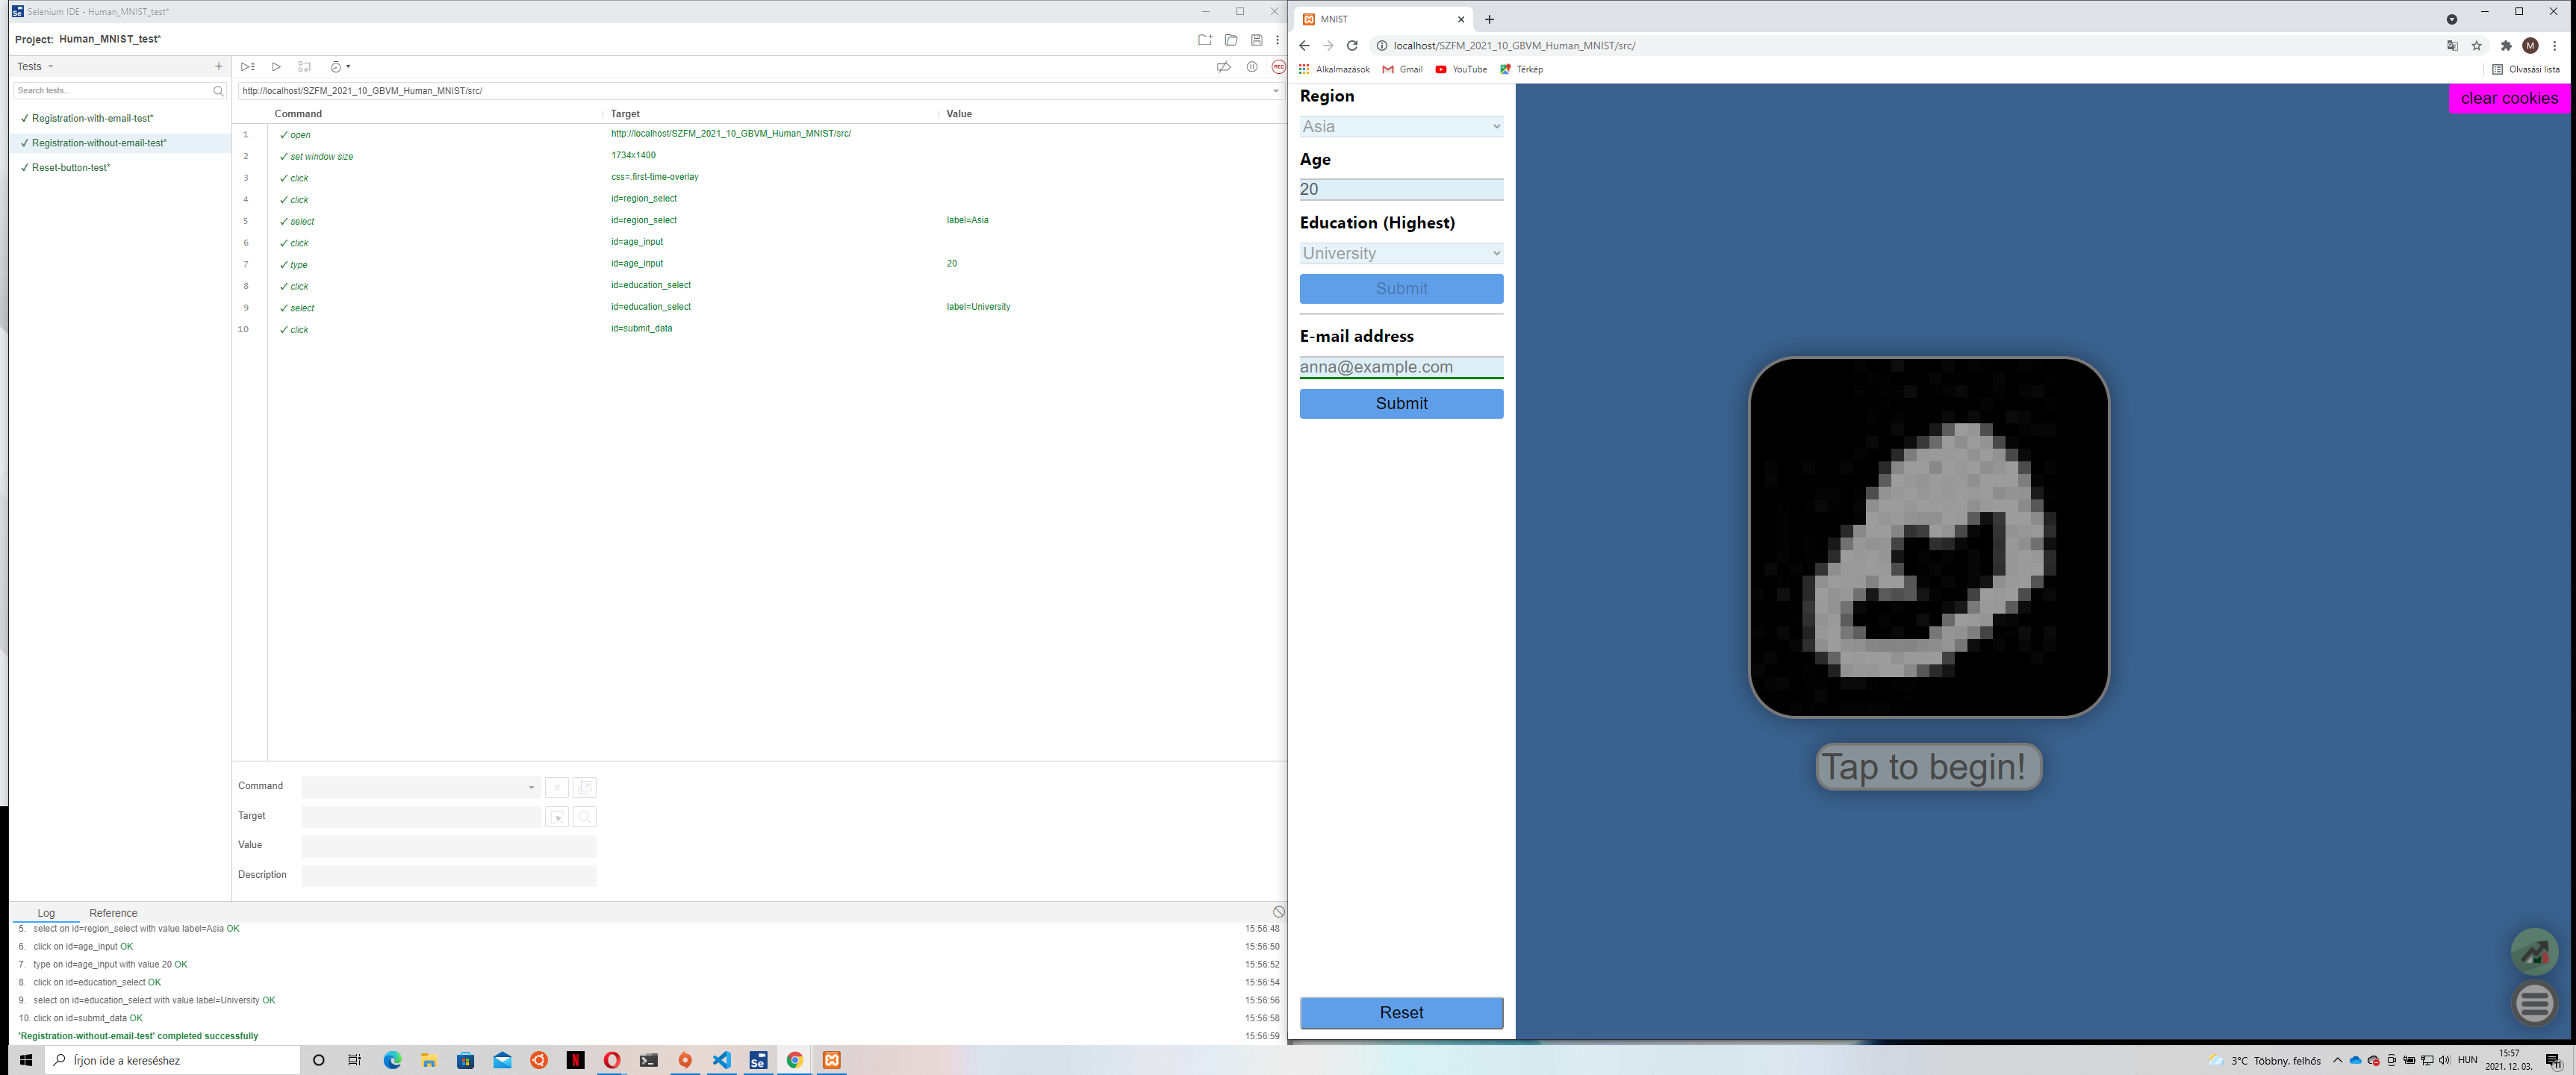 Selenium IDE - Human_MNIST_test*
Project: Human_MNIST_test*
Tests
Search tests...
✓ Registration-with-email-test*
✓ Registration-without-email-test*
✓ Reset-button-test*
REC
http://localhost/SZFM_2021_10_GBVM_Human_MNIST/src/
Command Target Value
1 ✓ open http://localhost/SZFM_2021_10_GBVM_Human_MNIST/src/
2 ✓ set window size 1734x1400
3 ✓ click css=.first-time-overlay
4 ✓ click id=region_select
5 ✓ select id=region_select label=Asia
6 ✓ click id=age_input
7 ✓ type id=age_input 20
8 ✓ click id=education_select
9 ✓ select id=education_select label=University
10 ✓ click id=submit_data
Command //
Target
Value
Description
Log Reference
5. select on id=region_select with value label=Asia OK 15:56:48
6. click on id=age_input OK 15:56:50
7. type on id=age_input with value 20 OK 15:56:52
8. click on id=education_select OK 15:56:54
9. select on id=education_select with value label=University OK 15:56:56
10. click on id=submit_data OK 15:56:58
'Registration-without-email-test' completed successfully 15:56:59
MNIST
localhost/SZFM_2021_10_GBVM_Human_MNIST/src/
M
Alkalmazások Gmail YouTube Térkép Olvasási lista
clear cookies
Region
Asia
Age
20
Education (Highest)
University
Submit
E-mail address
anna@example.com
Submit
Tap to begin!
Reset
Se
Írjon ide a kereséshez
3°C Többny. felhős
HUN
15:57
2021. 12. 03.